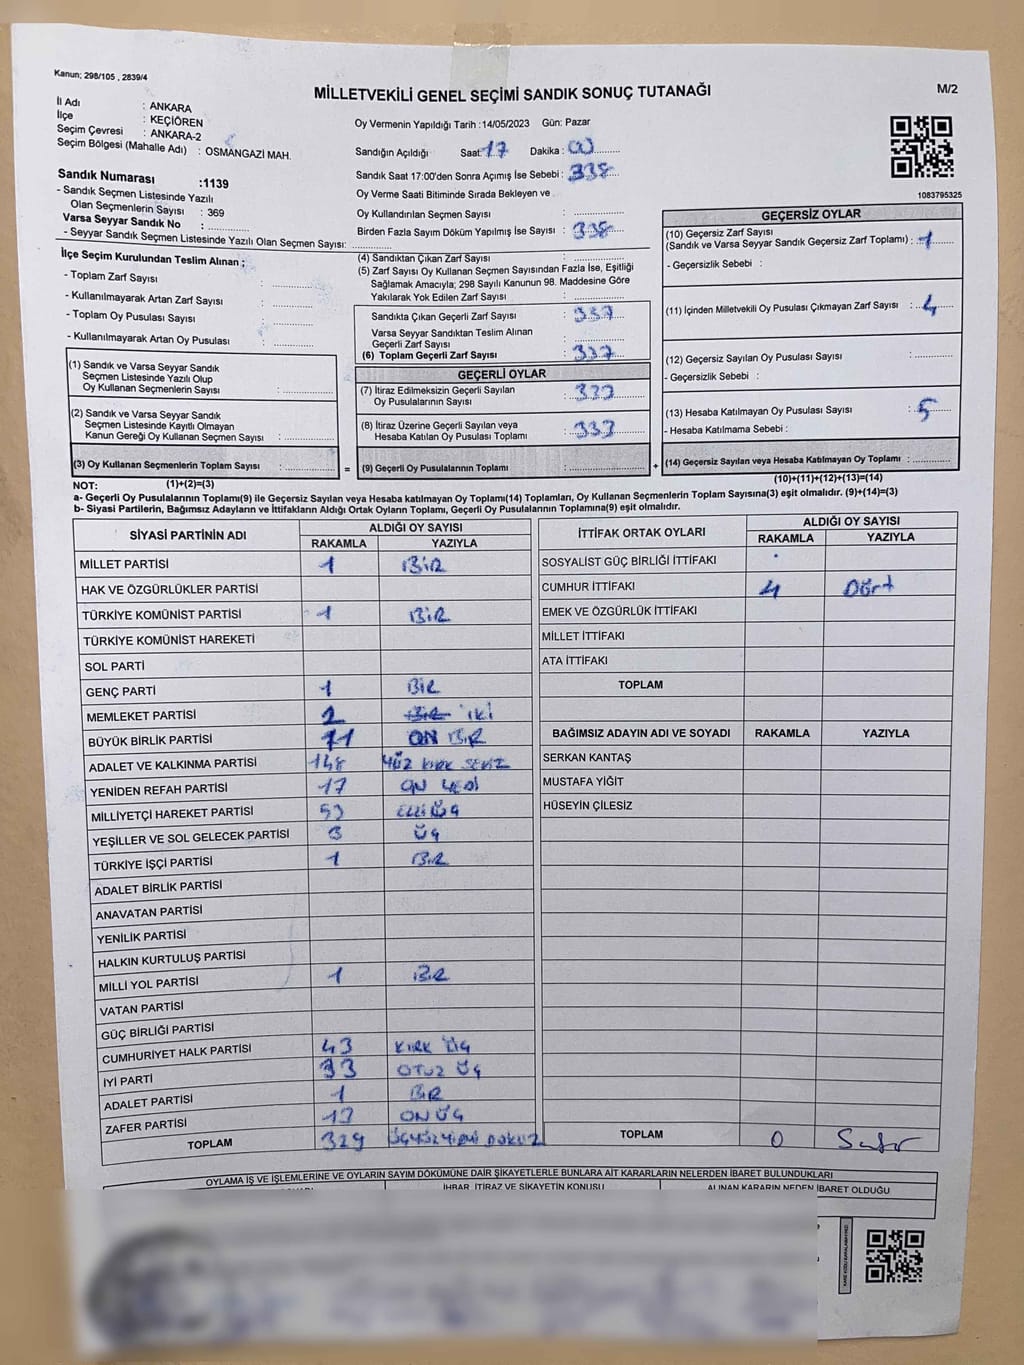 Kanun; 298/105 , 2839/4
MİLLETVEKİLİ GENEL SEÇİMİ SANDIK SONUÇ TUTANAĞI
M/2
İl Adı : ANKARA
İlçe : KEÇİÖREN
Seçim Çevresi : ANKARA-2
Seçim Bölgesi (Mahalle Adı) : OSMANGAZİ MAH.
Sandık Numarası :1139
- Sandık Seçmen Listesinde Yazılı
Olan Seçmenlerin Sayısı : 369
Varsa Seyyar Sandık No :
- Seyyar Sandık Seçmen Listesinde Yazılı Olan Seçmen Sayısı:
Oy Vermenin Yapıldığı Tarih :14/05/2023 Gün: Pazar
Sandığın Açıldığı Saat: 17 Dakika : 00
Sandık Saat 17:00'den Sonra Açımış İse Sebebi : 338
Oy Verme Saati Bitiminde Sırada Bekleyen ve
Oy Kullandırılan Seçmen Sayısı :
Birden Fazla Sayım Döküm Yapılmış İse Sayısı : 338
1083795325
İlçe Seçim Kurulundan Teslim Alınan ;
- Toplam Zarf Sayısı :
- Kullanılmayarak Artan Zarf Sayısı :
- Toplam Oy Pusulası Sayısı :
- Kullanılmayarak Artan Oy Pusulası :
(1) Sandık ve Varsa Seyyar Sandık
Seçmen Listesinde Yazılı Olup
Oy Kullanan Seçmenlerin Sayısı :
(2) Sandık ve Varsa Seyyar Sandık
Seçmen Listesinde Kayıtlı Olmayan
Kanun Gereği Oy Kullanan Seçmen Sayısı :
(3) Oy Kullanan Seçmenlerin Toplam Sayısı :
(4) Sandıktan Çıkan Zarf Sayısı :
(5) Zarf Sayısı Oy Kullanan Seçmen Sayısından Fazla İse, Eşitliği
Sağlamak Amacıyla; 298 Sayılı Kanunun 98. Maddesine Göre
Yakılarak Yok Edilen Zarf Sayısı :
Sandıkta Çıkan Geçerli Zarf Sayısı : 337
Varsa Seyyar Sandıktan Teslim Alınan
Geçerli Zarf Sayısı :
(6) Toplam Geçerli Zarf Sayısı : 337
GEÇERLİ OYLAR
(7) İtiraz Edilmeksizin Geçerli Sayılan
Oy Pusulalarının Sayısı : 333
(8) İtiraz Üzerine Geçerli Sayılan veya
Hesaba Katılan Oy Pusulası Toplamı : 333
= (9) Geçerli Oy Pusulalarının Toplamı : +
GEÇERSİZ OYLAR
(10) Geçersiz Zarf Sayısı
(Sandık ve Varsa Seyyar Sandık Geçersiz Zarf Toplamı) : 1
- Geçersizlik Sebebi :
(11) İçinden Milletvekili Oy Pusulası Çıkmayan Zarf Sayısı : 4
(12) Geçersiz Sayılan Oy Pusulası Sayısı :
- Geçersizlik Sebebi :
(13) Hesaba Katılmayan Oy Pusulası Sayısı : 5
- Hesaba Katılmama Sebebi :
(14) Geçersiz Sayılan veya Hesaba Katılmayan Oy Toplamı :
NOT: (1)+(2)=(3)
(10)+(11)+(12)+(13)=(14)
a- Geçerli Oy Pusulalarının Toplamı(9) ile Geçersiz Sayılan veya Hesaba katılmayan Oy Toplamı(14) Toplamları, Oy Kullanan Seçmenlerin Toplam Sayısına(3) eşit olmalıdır. (9)+(14)=(3)
b- Siyasi Partilerin, Bağımsız Adayların ve İttifakların Aldığı Ortak Oyların Toplamı, Geçerli Oy Pusulalarının Toplamına(9) eşit olmalıdır.
SİYASİ PARTİNİN ADI ALDIĞI OY SAYISI
RAKAMLA YAZIYLA
MİLLET PARTİSİ 1 BİR
HAK VE ÖZGÜRLÜKLER PARTİSİ
TÜRKİYE KOMÜNİST PARTİSİ 1 BİR
TÜRKİYE KOMÜNİST HAREKETİ
SOL PARTİ
GENÇ PARTİ 1 BİR
MEMLEKET PARTİSİ 2 BİR İKİ
BÜYÜK BİRLİK PARTİSİ 11 ON BİR
ADALET VE KALKINMA PARTİSİ 148 YÜZ KIRK SEKİZ
YENİDEN REFAH PARTİSİ 17 ON YEDİ
MİLLİYETÇİ HAREKET PARTİSİ 53 ELLİ ÜÇ
YEŞİLLER VE SOL GELECEK PARTİSİ 3 ÜÇ
TÜRKİYE İŞÇİ PARTİSİ 1 BİR
ADALET BİRLİK PARTİSİ
ANAVATAN PARTİSİ
YENİLİK PARTİSİ
HALKIN KURTULUŞ PARTİSİ
MİLLİ YOL PARTİSİ 1 BİR
VATAN PARTİSİ
GÜÇ BİRLİĞİ PARTİSİ
CUMHURİYET HALK PARTİSİ 43 KIRK ÜÇ
İYİ PARTİ 33 OTUZ ÜÇ
ADALET PARTİSİ 1 BİR
ZAFER PARTİSİ 13 ON ÜÇ
TOPLAM 329 ÜÇYÜZYİRMİ DOKUZ
İTTİFAK ORTAK OYLARI ALDIĞI OY SAYISI
RAKAMLA YAZIYLA
SOSYALİST GÜÇ BİRLİĞİ İTTİFAKI
CUMHUR İTTİFAKI 4 Dört
EMEK VE ÖZGÜRLÜK İTTİFAKI
MİLLET İTTİFAKI
ATA İTTİFAKI
TOPLAM
BAĞIMSIZ ADAYIN ADI VE SOYADI RAKAMLA YAZIYLA
SERKAN KANTAŞ
MUSTAFA YİĞİT
HÜSEYİN ÇİLESİZ
TOPLAM 0 Sıfır
OYLAMA İŞ VE İŞLEMLERİNE VE OYLARIN SAYIM DÖKÜMÜNE DAİR ŞİKAYETLERLE BUNLARA AİT KARARLARIN NELERDEN İBARET BULUNDUKLARI
İHBAR, İTİRAZ VE ŞİKAYETİN KONUSU
ALINAN KARARIN NEDEN İBARET OLDUĞU